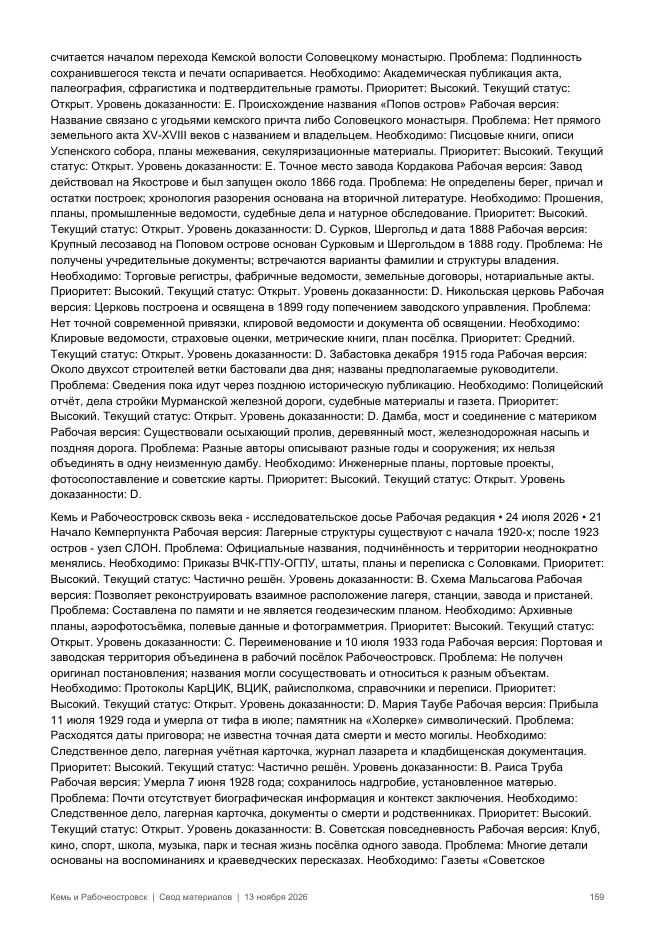 считается началом перехода Кемской волости Соловецкому монастырю. Проблема: Подлинность
сохранившегося текста и печати оспаривается. Необходимо: Академическая публикация акта,
палеография, сфрагистика и подтвердительные грамоты. Приоритет: Высокий. Текущий статус:
Открыт. Уровень доказанности: E. Происхождение названия «Попов остров» Рабочая версия:
Название связано с угодьями кемского причта либо Соловецкого монастыря. Проблема: Нет прямого
земельного акта XV-XVIII веков с названием и владельцем. Необходимо: Писцовые книги, описи
Успенского собора, планы межевания, секуляризационные материалы. Приоритет: Высокий. Текущий
статус: Открыт. Уровень доказанности: E. Точное место завода Кордакова Рабочая версия: Завод
действовал на Якострове и был запущен около 1866 года. Проблема: Не определены берег, причал и
остатки построек; хронология разорения основана на вторичной литературе. Необходимо: Прошения,
планы, промышленные ведомости, судебные дела и натурное обследование. Приоритет: Высокий.
Текущий статус: Открыт. Уровень доказанности: D. Сурков, Шергольд и дата 1888 Рабочая версия:
Крупный лесозавод на Поповом острове основан Сурковым и Шергольдом в 1888 году. Проблема: Не
получены учредительные документы; встречаются варианты фамилии и структуры владения.
Необходимо: Торговые регистры, фабричные ведомости, земельные договоры, нотариальные акты.
Приоритет: Высокий. Текущий статус: Открыт. Уровень доказанности: D. Никольская церковь Рабочая
версия: Церковь построена и освящена в 1899 году попечением заводского управления. Проблема:
Нет точной современной привязки, клировой ведомости и документа об освящении. Необходимо:
Клировые ведомости, страховые оценки, метрические книги, план посёлка. Приоритет: Средний.
Текущий статус: Открыт. Уровень доказанности: D. Забастовка декабря 1915 года Рабочая версия:
Около двухсот строителей ветки бастовали два дня; названы предполагаемые руководители.
Проблема: Сведения пока идут через позднюю историческую публикацию. Необходимо: Полицейский
отчёт, дела стройки Мурманской железной дороги, судебные материалы и газета. Приоритет:
Высокий. Текущий статус: Открыт. Уровень доказанности: D. Дамба, мост и соединение с материком
Рабочая версия: Существовали осыхающий пролив, деревянный мост, железнодорожная насыпь и
поздняя дорога. Проблема: Разные авторы описывают разные годы и сооружения; их нельзя
объединять в одну неизменную дамбу. Необходимо: Инженерные планы, портовые проекты,
фотосопоставление и советские карты. Приоритет: Высокий. Текущий статус: Открыт. Уровень
доказанности: D.
Кемь и Рабочеостровск сквозь века - исследовательское досье Рабочая редакция • 24 июля 2026 • 21
Начало Кемперпункта Рабочая версия: Лагерные структуры существуют с начала 1920-х; после 1923
остров - узел СЛОН. Проблема: Официальные названия, подчинённость и территории неоднократно
менялись. Необходимо: Приказы ВЧК-ГПУ-ОГПУ, штаты, планы и переписка с Соловками. Приоритет:
Высокий. Текущий статус: Частично решён. Уровень доказанности: B. Схема Мальсагова Рабочая
версия: Позволяет реконструировать взаимное расположение лагеря, станции, завода и пристаней.
Проблема: Составлена по памяти и не является геодезическим планом. Необходимо: Архивные
планы, аэрофотосъёмка, полевые данные и фотограмметрия. Приоритет: Высокий. Текущий статус:
Открыт. Уровень доказанности: C. Переименование и 10 июля 1933 года Рабочая версия: Портовая и
заводская территория объединена в рабочий посёлок Рабочеостровск. Проблема: Не получен
оригинал постановления; названия могли сосуществовать и относиться к разным объектам.
Необходимо: Протоколы КарЦИК, ВЦИК, райисполкома, справочники и переписи. Приоритет:
Высокий. Текущий статус: Открыт. Уровень доказанности: D. Мария Таубе Рабочая версия: Прибыла
11 июля 1929 года и умерла от тифа в июле; памятник на «Холерке» символический. Проблема:
Расходятся даты приговора; не известна точная дата смерти и место могилы. Необходимо:
Следственное дело, лагерная учётная карточка, журнал лазарета и кладбищенская документация.
Приоритет: Высокий. Текущий статус: Частично решён. Уровень доказанности: B. Раиса Труба
Рабочая версия: Умерла 7 июня 1928 года; сохранилось надгробие, установленное матерью.
Проблема: Почти отсутствует биографическая информация и контекст заключения. Необходимо:
Следственное дело, лагерная карточка, документы о смерти и родственниках. Приоритет: Высокий.
Текущий статус: Открыт. Уровень доказанности: B. Советская повседневность Рабочая версия: Клуб,
кино, спорт, школа, музыка, парк и тесная жизнь посёлка одного завода. Проблема: Многие детали
основаны на воспоминаниях и краеведческих пересказах. Необходимо: Газеты «Советское
Кемь и Рабочеостровск | Свод материалов | 13 ноября 2026
159